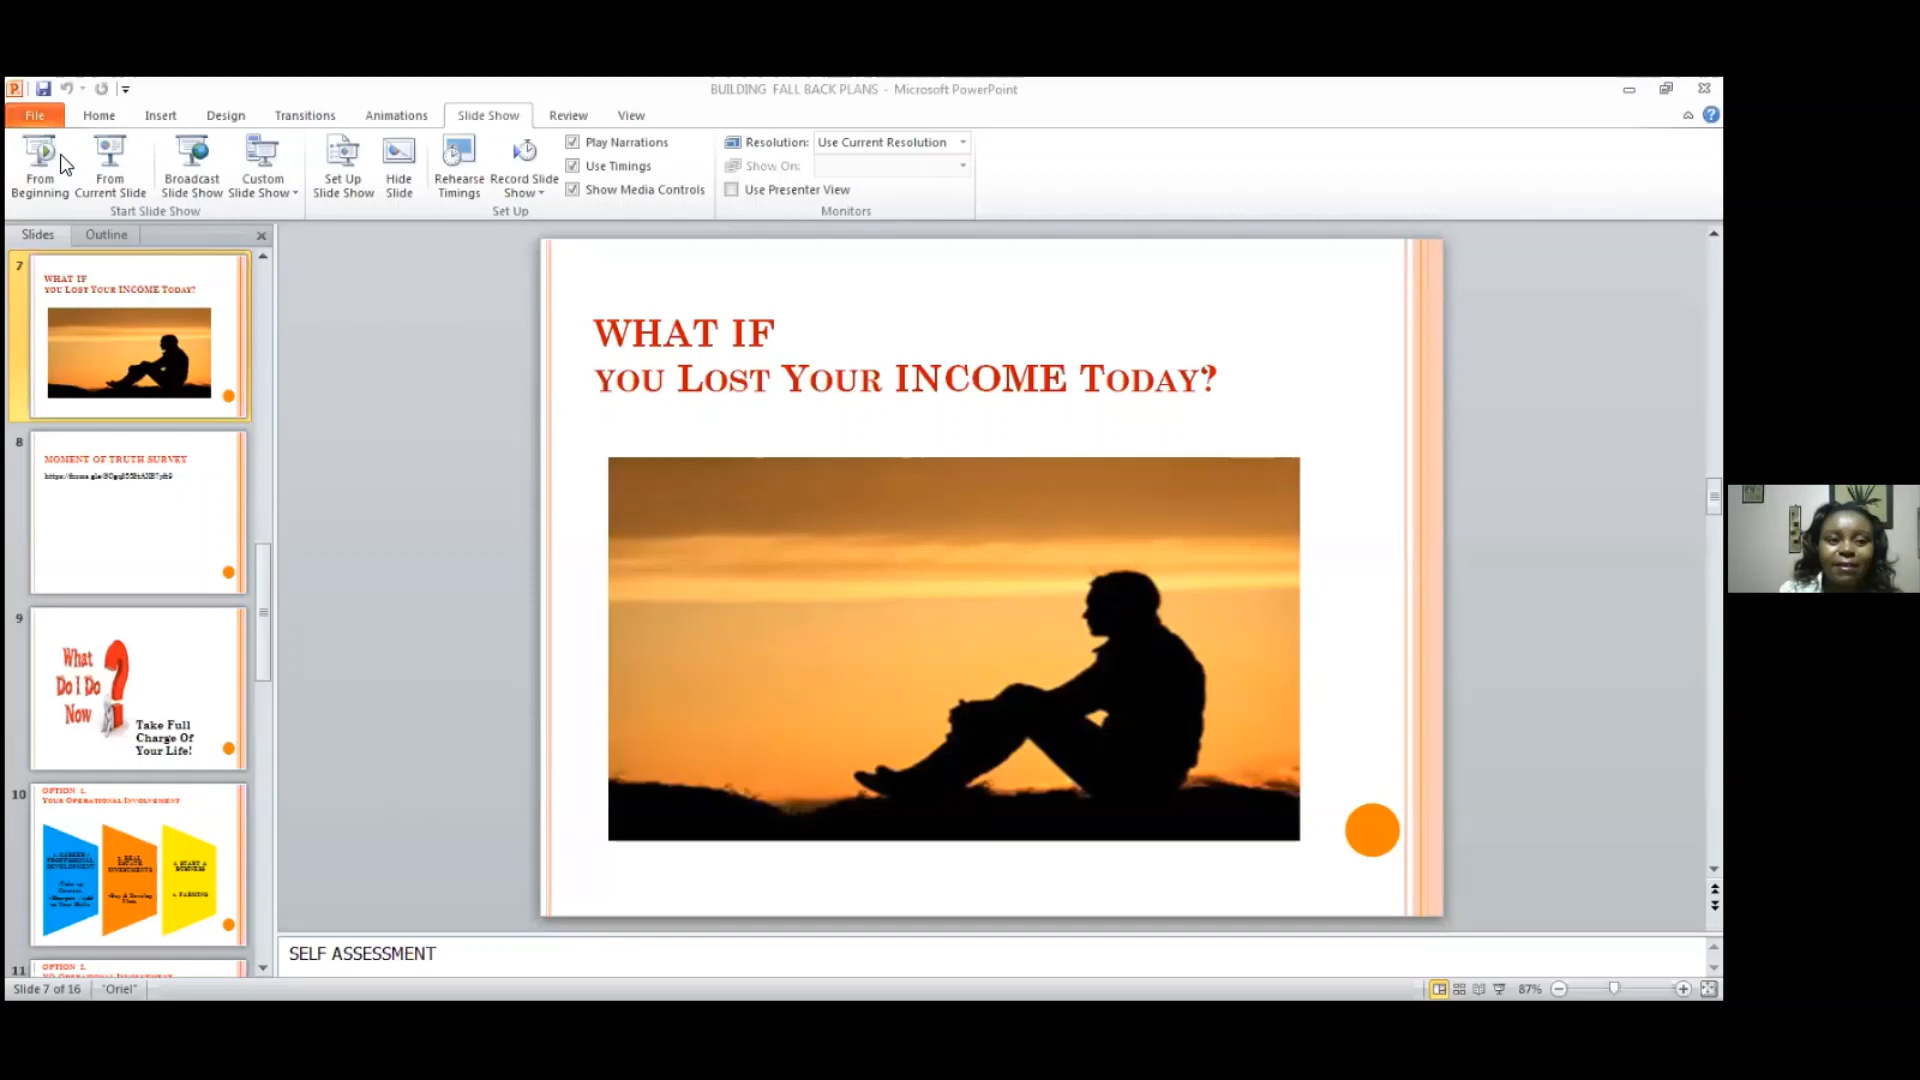 BUILDING FALL BACK PLANS - Microsoft PowerPoint
File Home Insert Design Transitions Animations Slide Show Review View
From Beginning
From Current Slide
Broadcast Slide Show
Custom Slide Show
Start Slide Show
Set Up Slide Show
Hide Slide
Rehearse Timings
Record Slide Show
Play Narrations
Use Timings
Show Media Controls
Set Up
Resolution: Use Current Resolution
Show On:
Use Presenter View
Monitors
Slides Outline
7
WHAT IF
YOU LOST YOUR INCOME TODAY?
8
MOMENT OF TRUTH SURVEY
9
What
Do I Do
Now
Take Full
Charge Of
Your Life!
10
OPTION 1.
YOUR OPERATIONAL INVOLVEMENT
11
OPTION 2.
WHAT IF
YOU LOST YOUR INCOME TODAY?
SELF ASSESSMENT
Slide 7 of 16 "Oriel" 87%